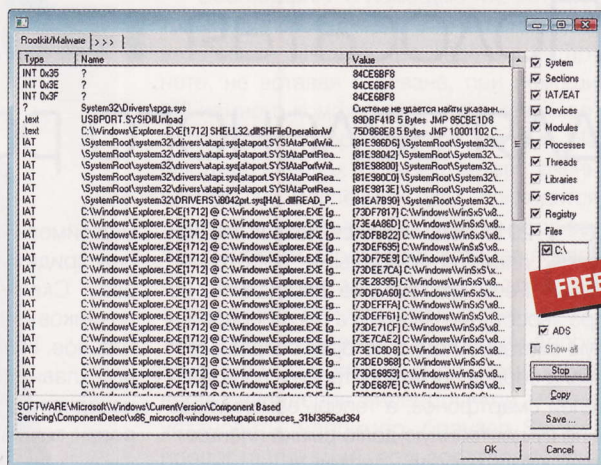 Rootkit/Malware > > >
Type Name Value
INT 0x35 ? 84CE6BF8
INT 0x3E ? 84CE6BF8
INT 0x3F ? 84CE6BF8
? System32\Drivers\spgs.sys Системе не удается найти указанн...
.text USBPORT.SYS!DllUnload 89DBF41B 5 Bytes JMP 85CBE1D8
.text C:\Windows\Explorer.EXE[1712] SHELL32.dll!SHFileOperationW 75D868E8 5 Bytes JMP 10001102 C...
IAT \SystemRoot\system32\drivers\atapi.sys[ataport.SYS!AtaPortWrit... [81E986D6] \SystemRoot\System32\...
IAT \SystemRoot\system32\drivers\atapi.sys[ataport.SYS!AtaPortRea... [81E98042] \SystemRoot\System32\...
IAT \SystemRoot\system32\drivers\atapi.sys[ataport.SYS!AtaPortWrit... [81E98800] \SystemRoot\System32\...
IAT \SystemRoot\system32\drivers\atapi.sys[ataport.SYS!AtaPortRea... [81E980C0] \SystemRoot\System32\...
IAT \SystemRoot\system32\drivers\atapi.sys[ataport.SYS!AtaPortRea... [81E9813E] \SystemRoot\System32\...
IAT \SystemRoot\system32\DRIVERS\i8042prt.sys[HAL.dll!READ_P... [81EA7B90] \SystemRoot\System32\...
IAT C:\Windows\Explorer.EXE[1712] @ C:\Windows\Explorer.EXE [g... [73DF7817] C:\Windows\WinSxS\x8...
IAT C:\Windows\Explorer.EXE[1712] @ C:\Windows\Explorer.EXE [g... [73E4A86D] C:\Windows\WinSxS\x8...
IAT C:\Windows\Explorer.EXE[1712] @ C:\Windows\Explorer.EXE [g... [73DFBB22] C:\Windows\WinSxS\x8...
IAT C:\Windows\Explorer.EXE[1712] @ C:\Windows\Explorer.EXE [g... [73DEF695] C:\Windows\WinSxS\x8...
IAT C:\Windows\Explorer.EXE[1712] @ C:\Windows\Explorer.EXE [g... [73DF75E9] C:\Windows\WinSxS\x8...
IAT C:\Windows\Explorer.EXE[1712] @ C:\Windows\Explorer.EXE [g... [73DEE7CA] C:\Windows\WinSxS\x...
IAT C:\Windows\Explorer.EXE[1712] @ C:\Windows\Explorer.EXE [g... [73E28395] C:\Windows\WinSxS\x8...
IAT C:\Windows\Explorer.EXE[1712] @ C:\Windows\Explorer.EXE [g... [73DFDA60] C:\Windows\WinSxS\x...
IAT C:\Windows\Explorer.EXE[1712] @ C:\Windows\Explorer.EXE [g... [73DEFFFA] C:\Windows\WinSxS\x8...
IAT C:\Windows\Explorer.EXE[1712] @ C:\Windows\Explorer.EXE [g... [73DEFF61] C:\Windows\WinSxS\x8...
IAT C:\Windows\Explorer.EXE[1712] @ C:\Windows\Explorer.EXE [g... [73DE71CF] C:\Windows\WinSxS\x8...
IAT C:\Windows\Explorer.EXE[1712] @ C:\Windows\Explorer.EXE [g... [73E7CAE2] C:\Windows\WinSxS\x8...
IAT C:\Windows\Explorer.EXE[1712] @ C:\Windows\Explorer.EXE [g... [73E1C8D8] C:\Windows\WinSxS\x8...
IAT C:\Windows\Explorer.EXE[1712] @ C:\Windows\Explorer.EXE [g... [73DED968] C:\Windows\WinSxS\x...
IAT C:\Windows\Explorer.EXE[1712] @ C:\Windows\Explorer.EXE [g... [73DE6853] C:\Windows\WinSxS\x8...
IAT C:\Windows\Explorer.EXE[1712] @ C:\Windows\Explorer.EXE [g... [73DE687E] C:\Windows\WinSxS\x8...
SOFTWARE\Microsoft\Windows\CurrentVersion\Component Based
Servicing\ComponentDetect\x86_microsoft-windows-setupapi.resources_31bf3856ad364
System
Sections
IAT/EAT
Devices
Modules
Processes
Threads
Libraries
Services
Registry
Files
C:\
FREE
ADS
Show all
Stop
Copy
Save ...
OK
Cancel